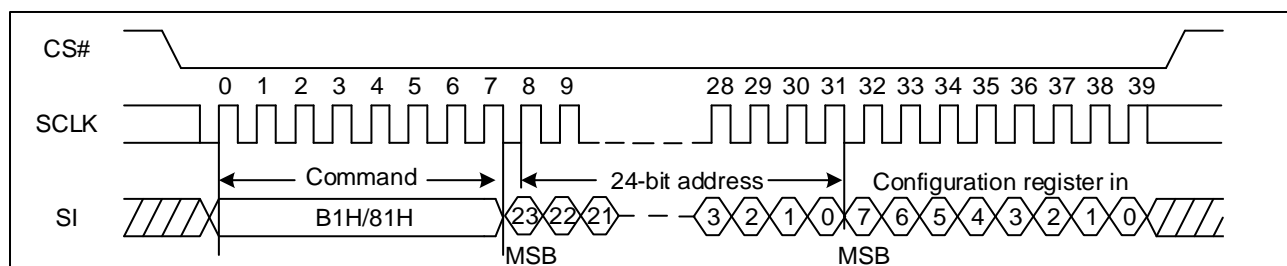 CS#
0 1 2 3 4 5 6 7 8 9 28 29 30 31 32 33 34 35 36 37 38 39
SCLK
Command 24-bit address Configuration register in
SI B1H/81H 23 22 21 3 2 1 0 7 6 5 4 3 2 1 0
MSB MSB